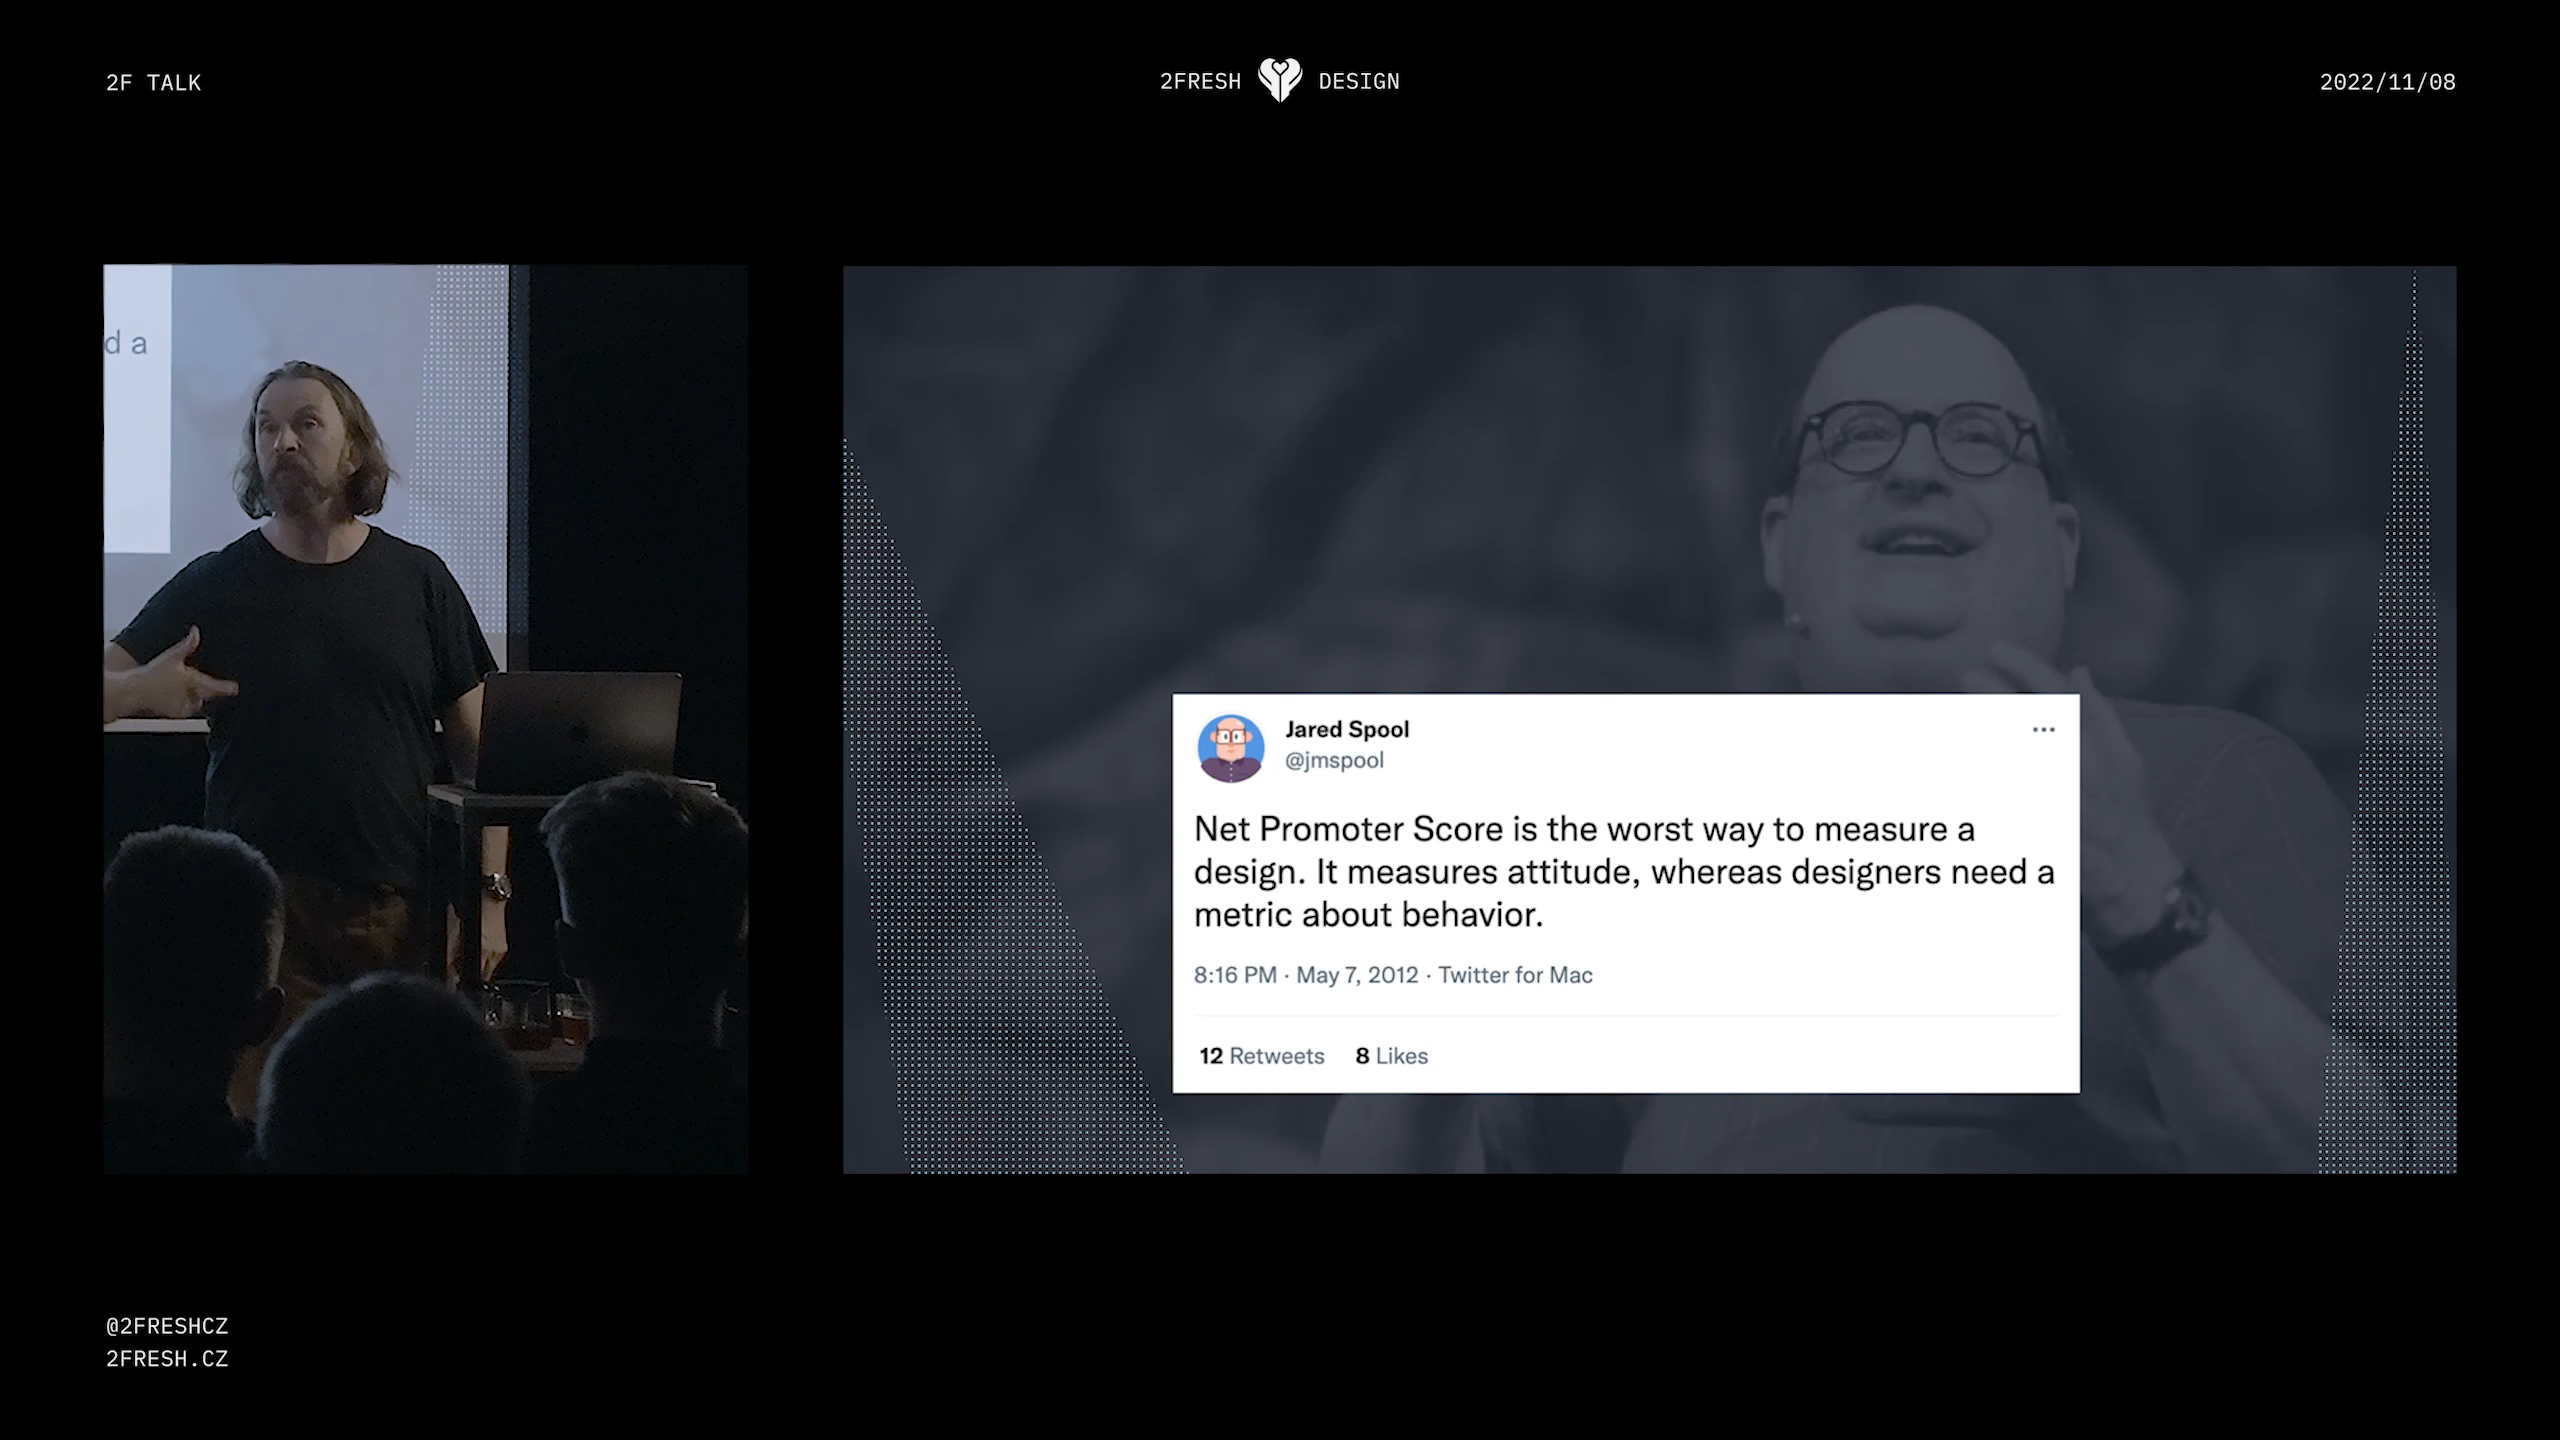 2F TALK
2FRESH DESIGN
2022/11/08
d a
Jared Spool
@jmspool
Net Promoter Score is the worst way to measure a
design. It measures attitude, whereas designers need a
metric about behavior.
8:16 PM · May 7, 2012 · Twitter for Mac
12 Retweets 8 Likes
@2FRESHCZ
2FRESH.CZ